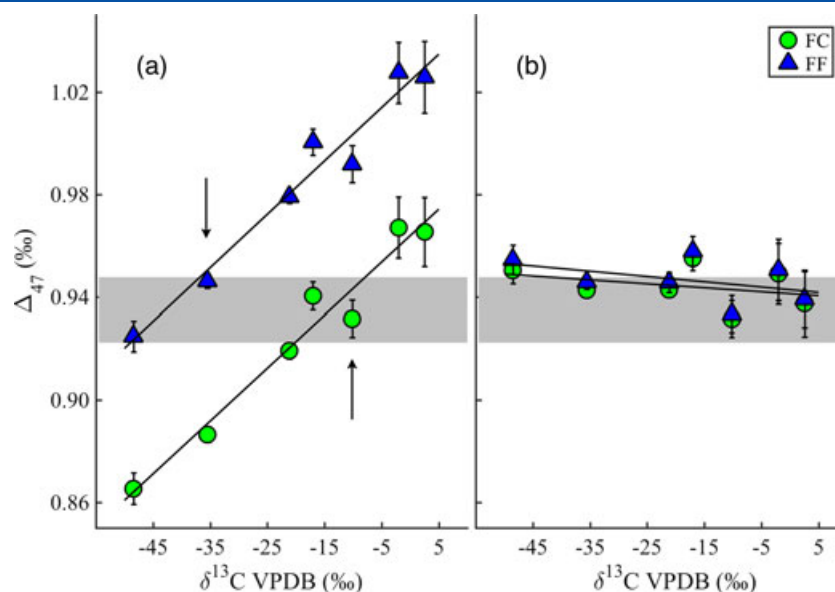 (a)
(b)
FC
FF
1.02
0.98
0.94
0.90
0.86
Δ47 (‰)
-45 -35 -25 -15 -5 5
-45 -35 -25 -15 -5 5
δ13C VPDB (‰)
δ13C VPDB (‰)